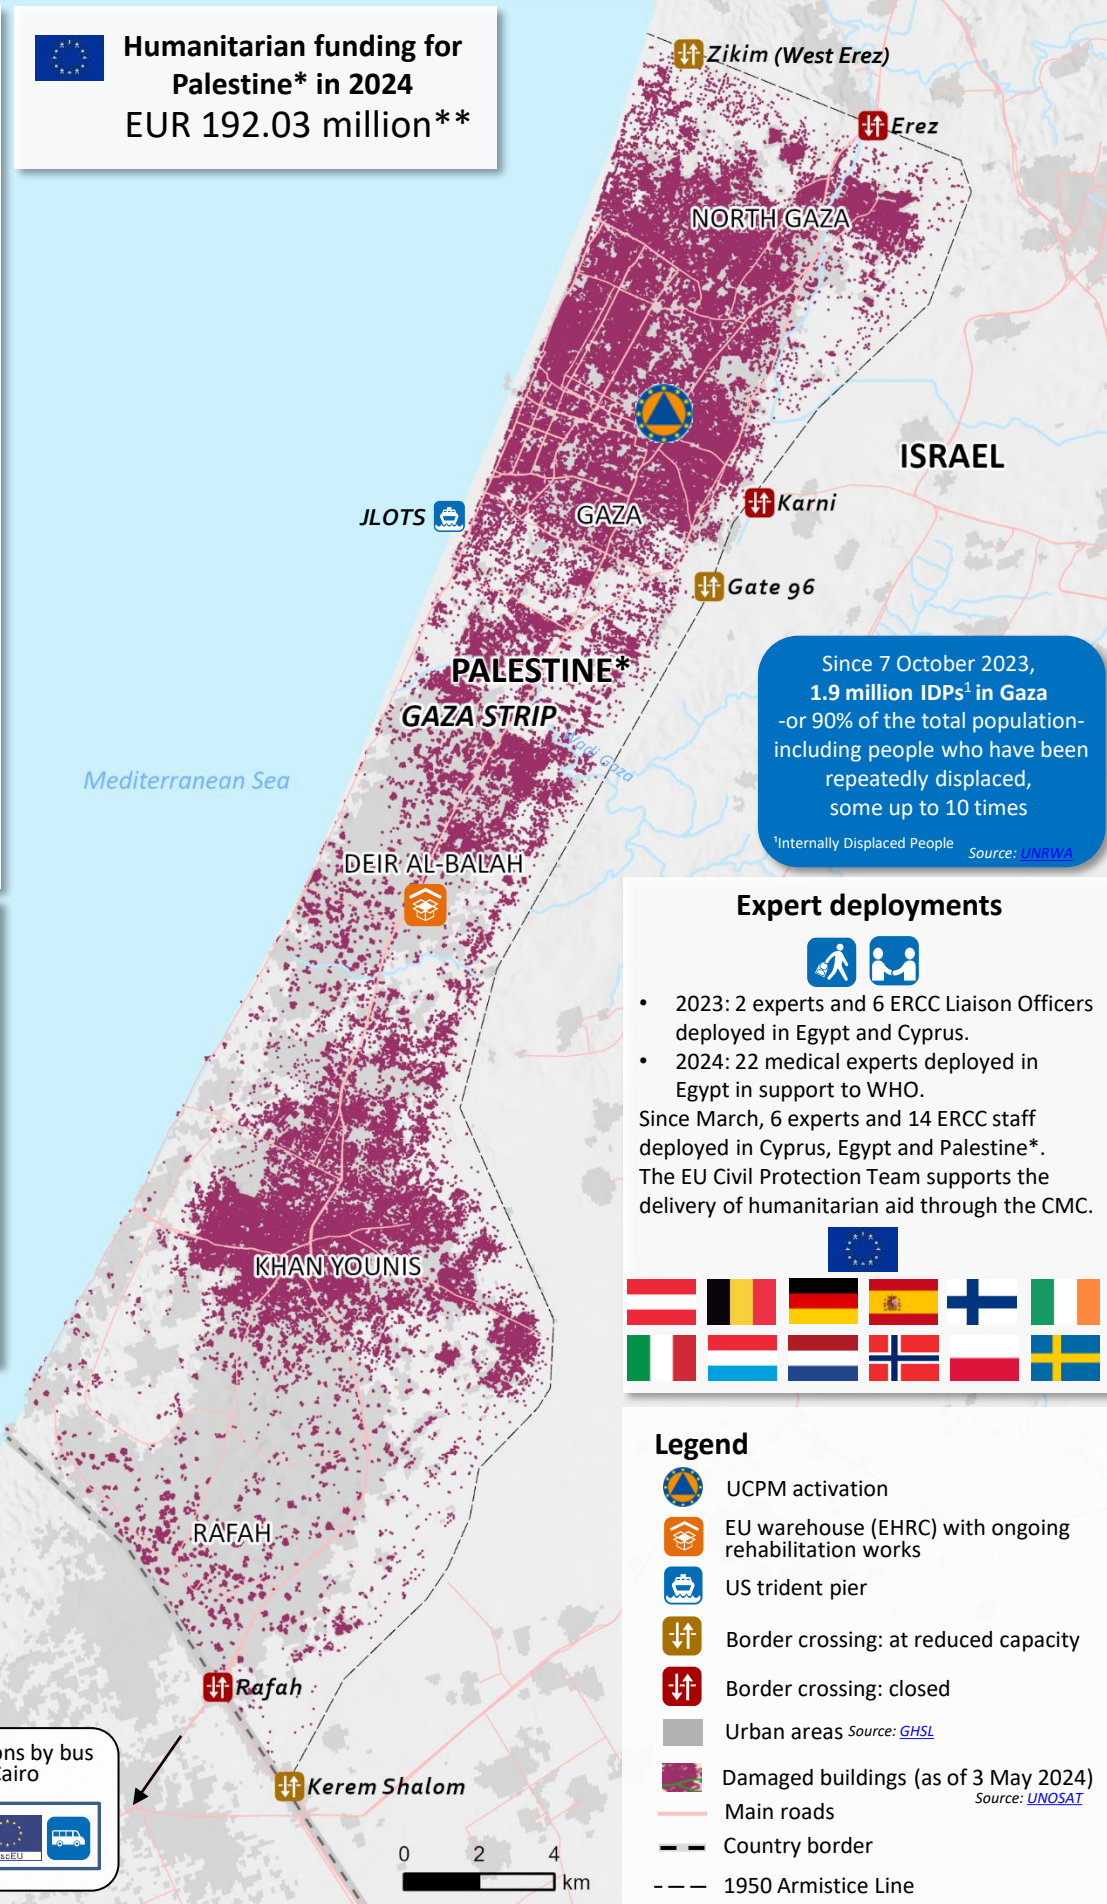 Humanitarian funding for
Palestine* in 2024
EUR 192.03 million**
Zikim (West Erez)
Erez
NORTH GAZA
ISRAEL
Karni
JLOTS
GAZA
Gate 96
PALESTINE*
GAZA STRIP
Wadi Gaza
Mediterranean Sea
Since 7 October 2023,
1.9 million IDPs¹ in Gaza
-or 90% of the total population-
including people who have been
repeatedly displaced,
some up to 10 times
¹Internally Displaced People
Source: UNRWA
DEIR AL-BALAH
Expert deployments
• 2023: 2 experts and 6 ERCC Liaison Officers
deployed in Egypt and Cyprus.
• 2024: 22 medical experts deployed in
Egypt in support to WHO.
Since March, 6 experts and 14 ERCC staff
deployed in Cyprus, Egypt and Palestine*.
The EU Civil Protection Team supports the
delivery of humanitarian aid through the CMC.
KHAN YOUNIS
RAFAH
Rafah
Kerem Shalom
ons by bus
Cairo
0 2 4
km
Legend
UCPM activation
EU warehouse (EHRC) with ongoing
rehabilitation works
US trident pier
Border crossing: at reduced capacity
Border crossing: closed
Urban areas Source: GHSL
Damaged buildings (as of 3 May 2024)
Source: UNOSAT
Main roads
Country border
1950 Armistice Line